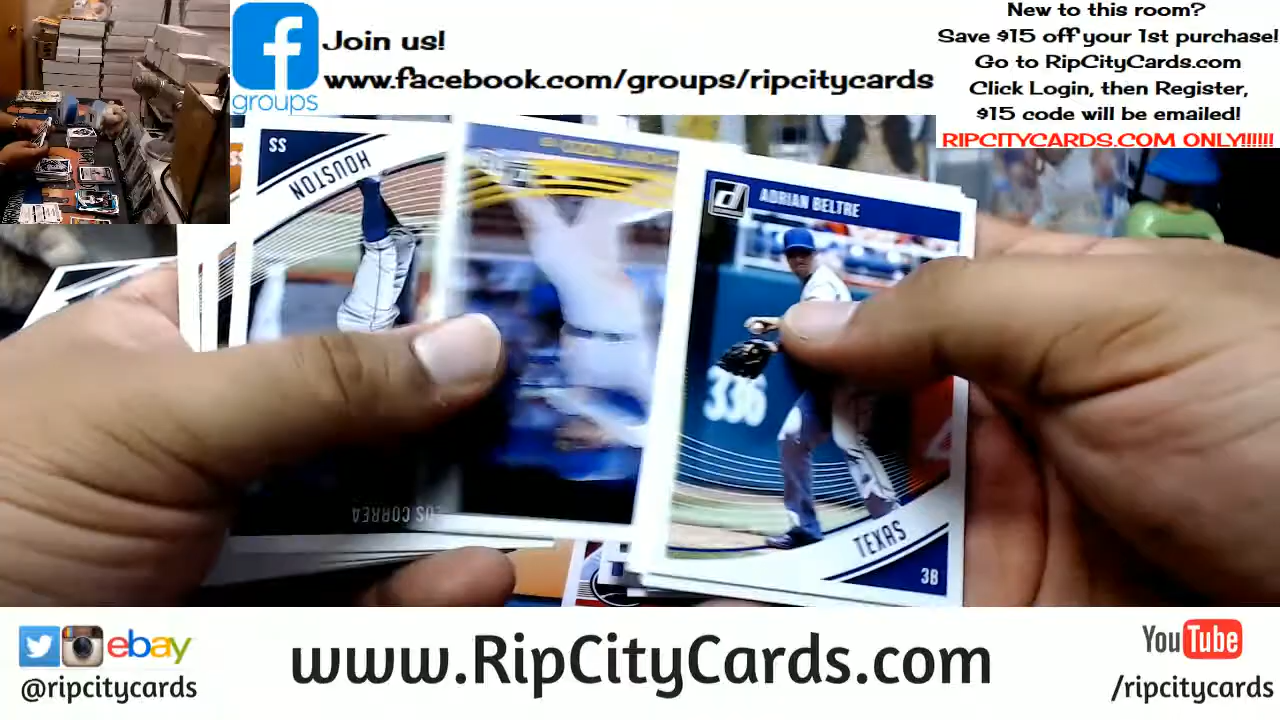 Join us!
www.facebook.com/groups/ripcitycards
groups
New to this room?
Save $15 off your 1st purchase!
Go to RipCityCards.com
Click Login, then Register,
$15 code will be emailed!
RIPCITYCARDS.COM ONLY!!!!!!
SS
HOUSTON
CORREA
ADRIAN BELTRE
336
TEXAS
3B
ebay
@ripcitycards
www.RipCityCards.com
YouTube
/ripcitycards